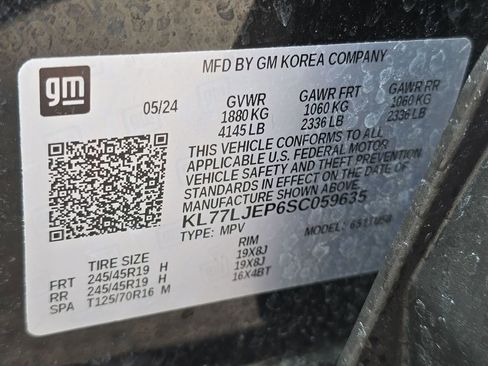 gm
MFD BY GM KOREA COMPANY
05/24 GVWR GAWR FRT GAWR RR
1880 KG 1060 KG 1060 KG
4145 LB 2336 LB 2336 LB
THIS VEHICLE CONFORMS TO ALL
APPLICABLE U.S. FEDERAL MOTOR
VEHICLE SAFETY AND THEFT PREVENTION
STANDARDS IN EFFECT ON THE DATE OF
MANUFACTURE SHOWN ABOVE.
KL77LJEP6SC059635
TYPE: MPV MODEL:
TIRE SIZE RIM
FRT 245/45R19 H 19X8J
RR 245/45R19 H 19X8J
SPA T125/70R16 M 16X4BT